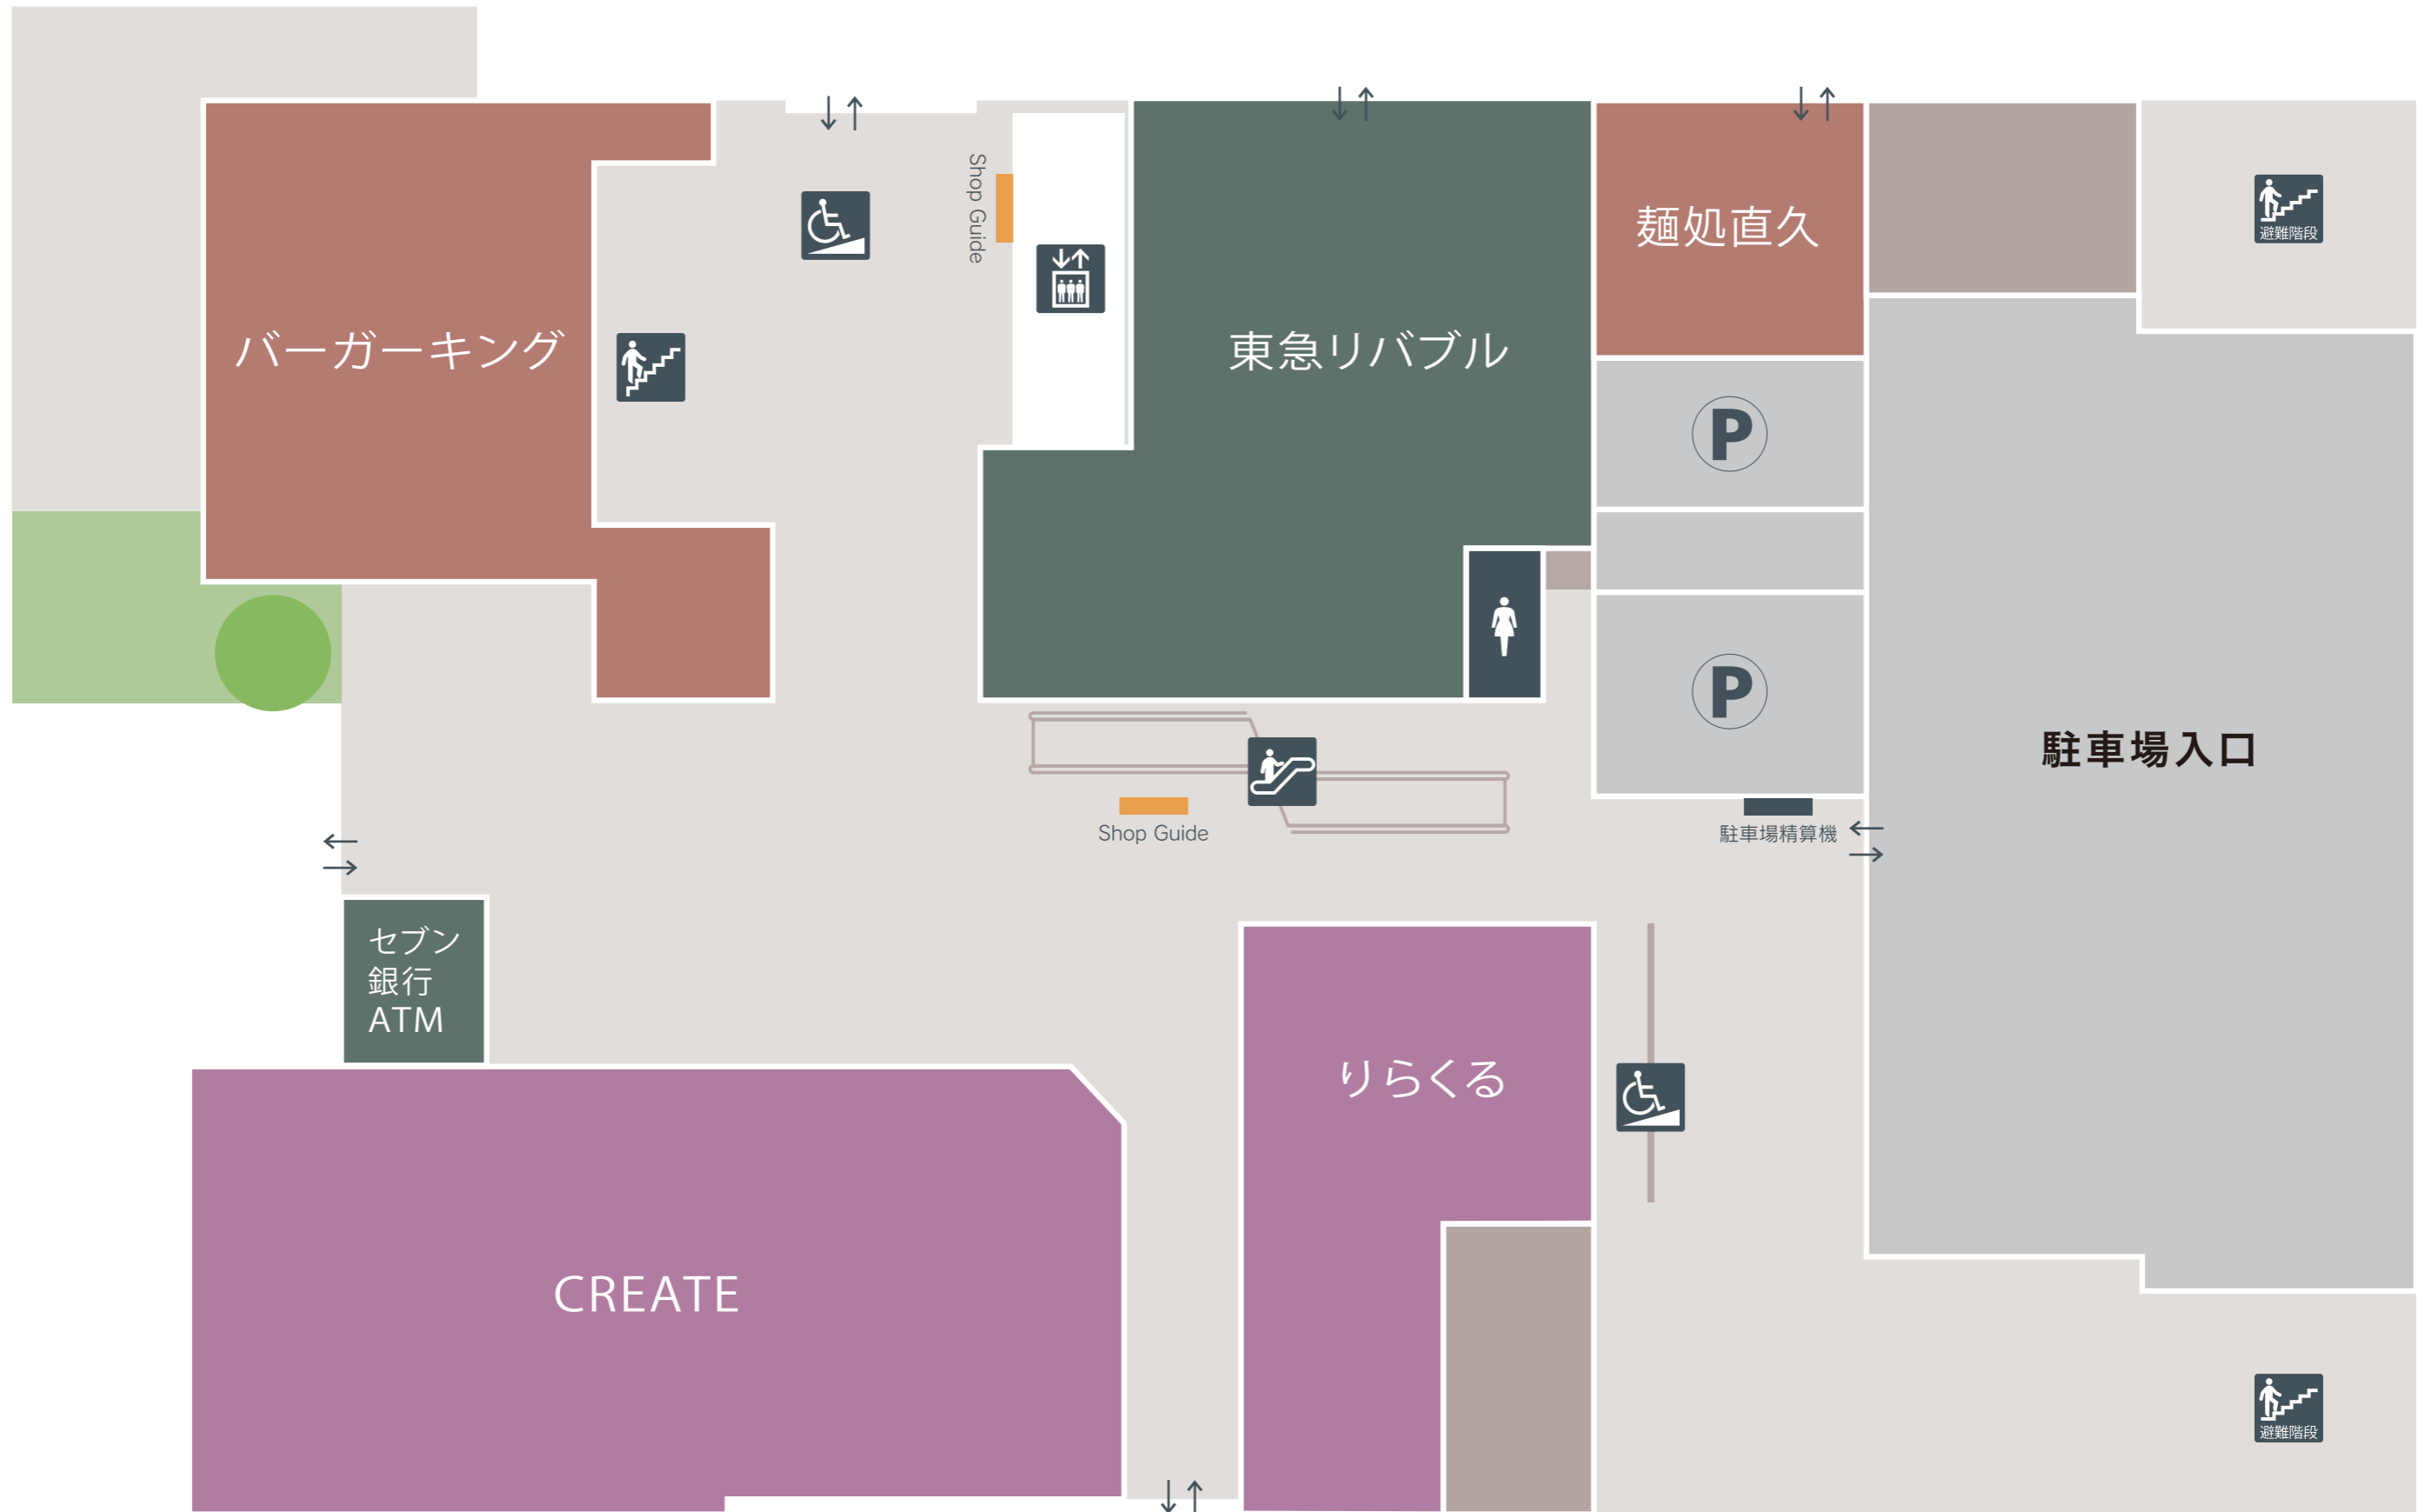 Shop Guide
麺処直久
避難階段
バーガーキング
東急リバブル
P
P
駐車場入口
Shop Guide
駐車場精算機
セブン
銀行
ATM
りらくる
CREATE
避難階段